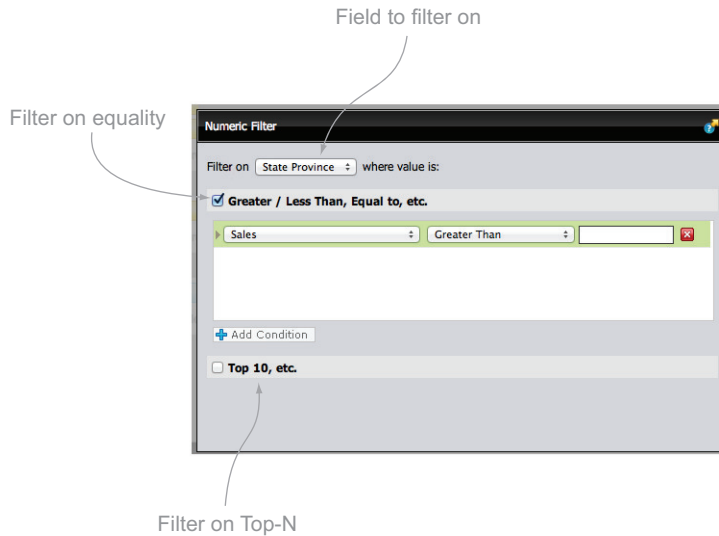 Field to filter on
Filter on equality
Numeric Filter
Filter on State Province where value is:
Greater / Less Than, Equal to, etc.
Sales Greater Than
Add Condition
Top 10, etc.
Filter on Top-N